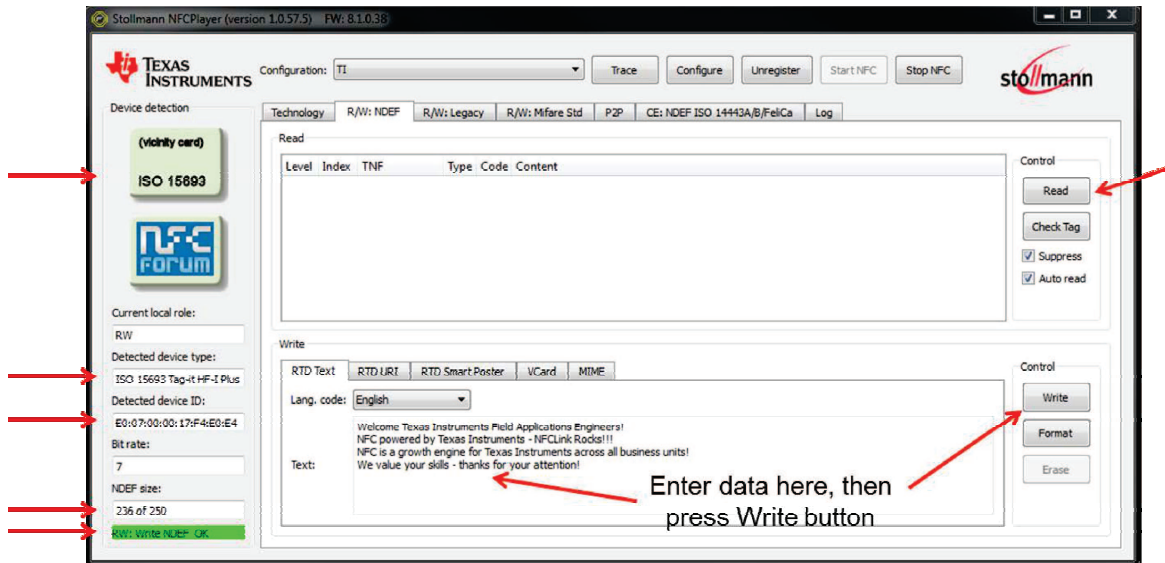 Stollmann NFCPlayer (version 1.0.57.5) FW: 8.1.0.38
TEXAS INSTRUMENTS
Configuration: TI Trace Configure Unregister Start NFC Stop NFC
stollmann
Device detection
(vicinity card)
ISO 15693
NFC
FORUM
Current local role:
RW
Detected device type:
ISO 15693 Tag-it HF-I Plus
Detected device ID:
E0:07:00:00:17:F4:E0:E4
Bit rate:
7
NDEF size:
236 of 250
RW: Write NDEF OK
Technology R/W: NDEF R/W: Legacy R/W: Mifare Std P2P CE: NDEF ISO 14443A/B/FeliCa Log
Read
Level Index TNF Type Code Content
Control
Read
Check Tag
Suppress
Auto read
Write
RTD Text RTD URI RTD Smart Poster VCard MIME
Lang. code: English
Text:
Welcome Texas Instruments Field Applications Engineers!
NFC powered by Texas Instruments - NFCLink Rocks!!!
NFC is a growth engine for Texas Instruments across all business units!
We value your skills - thanks for your attention!
Enter data here, then
press Write button
Control
Write
Format
Erase